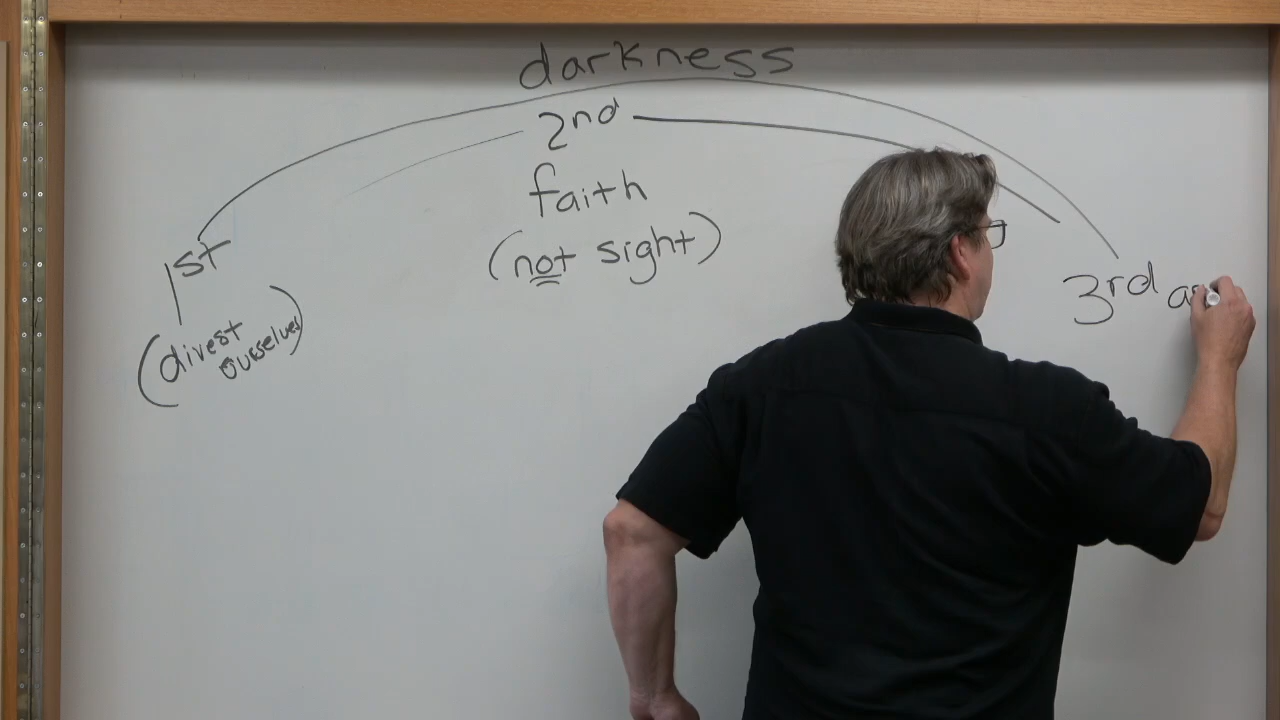 darkness
2nd
faith
(not sight)
1st
(divest
ourselves)
3rd